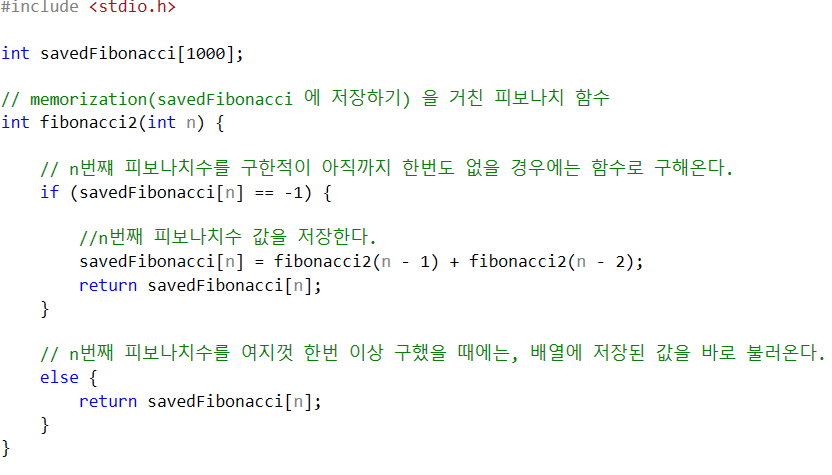 #include <stdio.h>
int savedFibonacci[1000];
// memorization(savedFibonacci 에 저장하기) 을 거친 피보나치 함수
int fibonacci2(int n) {
// n번쨰 피보나치수를 구한적이 아직까지 한번도 없을 경우에는 함수로 구해온다.
if (savedFibonacci[n] == -1) {
//n번째 피보나치수 값을 저장한다.
savedFibonacci[n] = fibonacci2(n - 1) + fibonacci2(n - 2);
return savedFibonacci[n];
}
// n번째 피보나치수를 여지껏 한번 이상 구했을 때에는, 배열에 저장된 값을 바로 불러온다.
else {
return savedFibonacci[n];
}
}